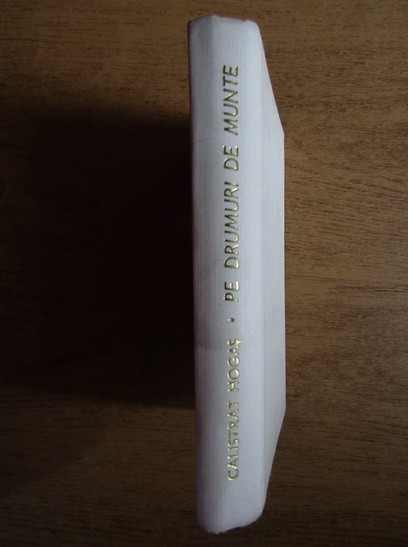 CALISTRAT HOGAȘ • PE DRUMURI DE MUNTE